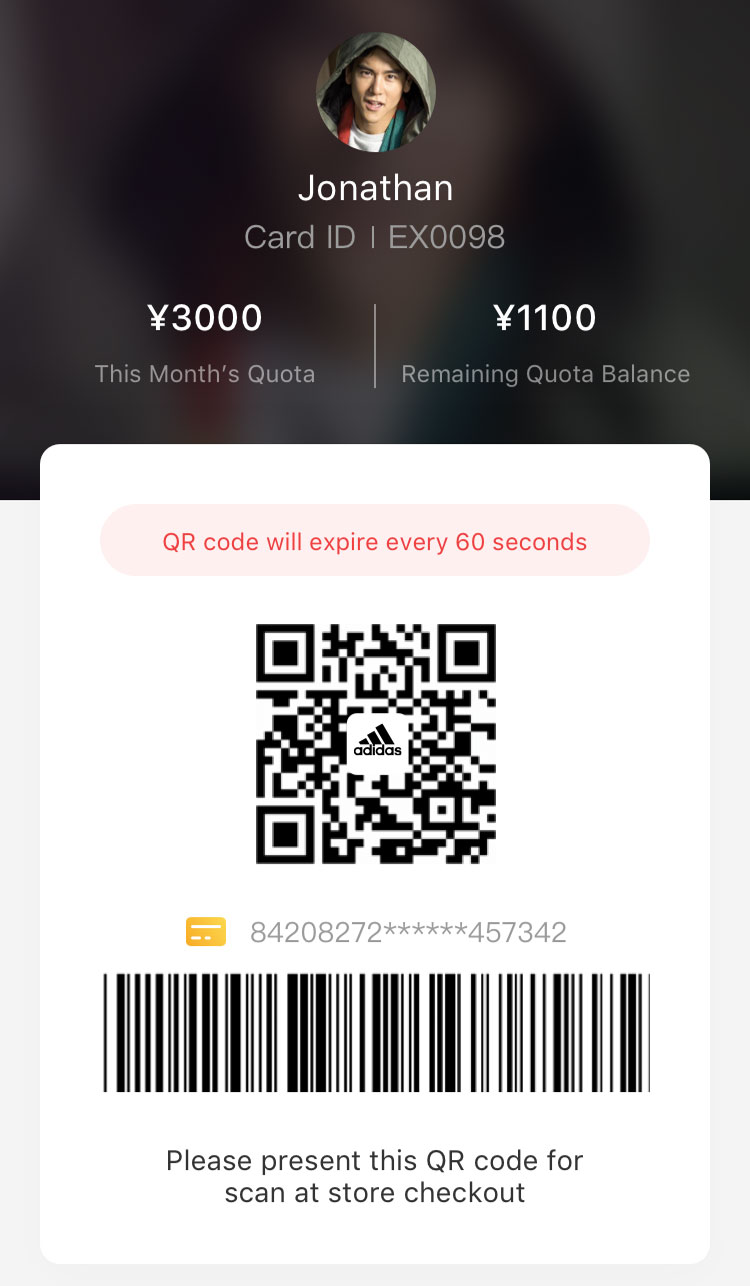 Jonathan
Card ID | EX0098
¥3000
This Month’s Quota
¥1100
Remaining Quota Balance
QR code will expire every 60 seconds
adidas
84208272******457342
Please present this QR code for
scan at store checkout